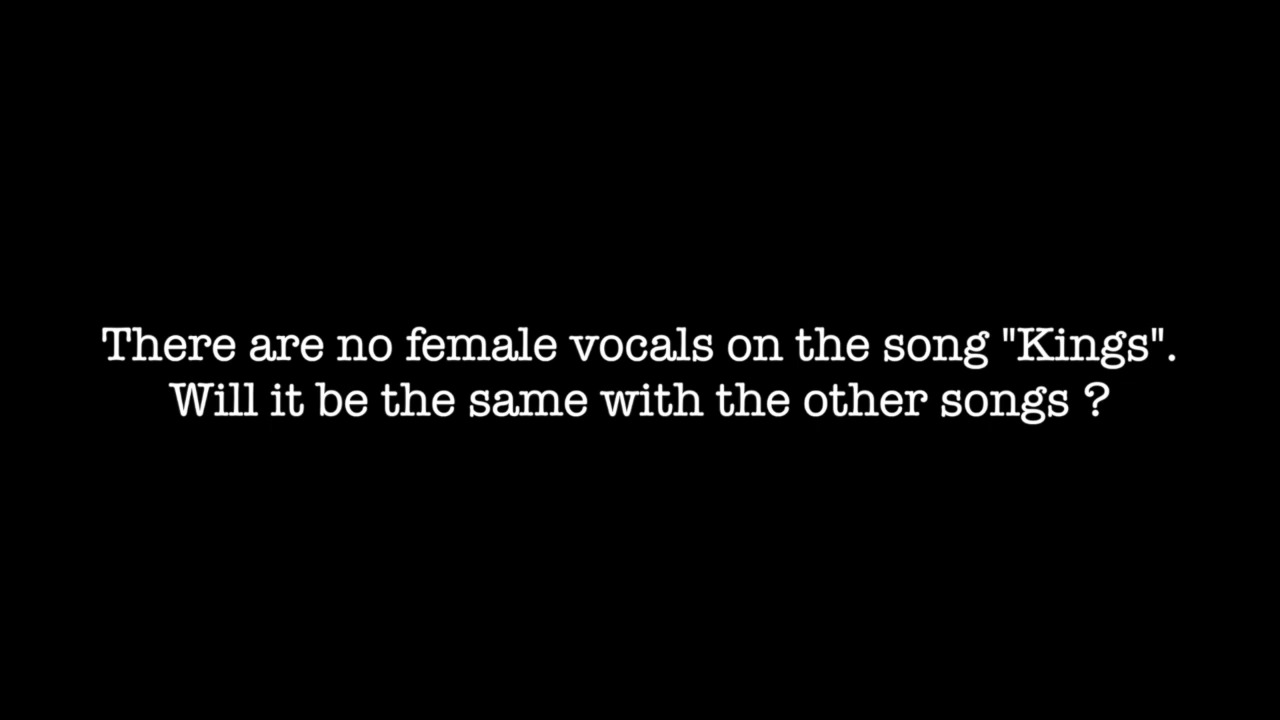 There are no female vocals on the song "Kings".
Will it be the same with the other songs ?